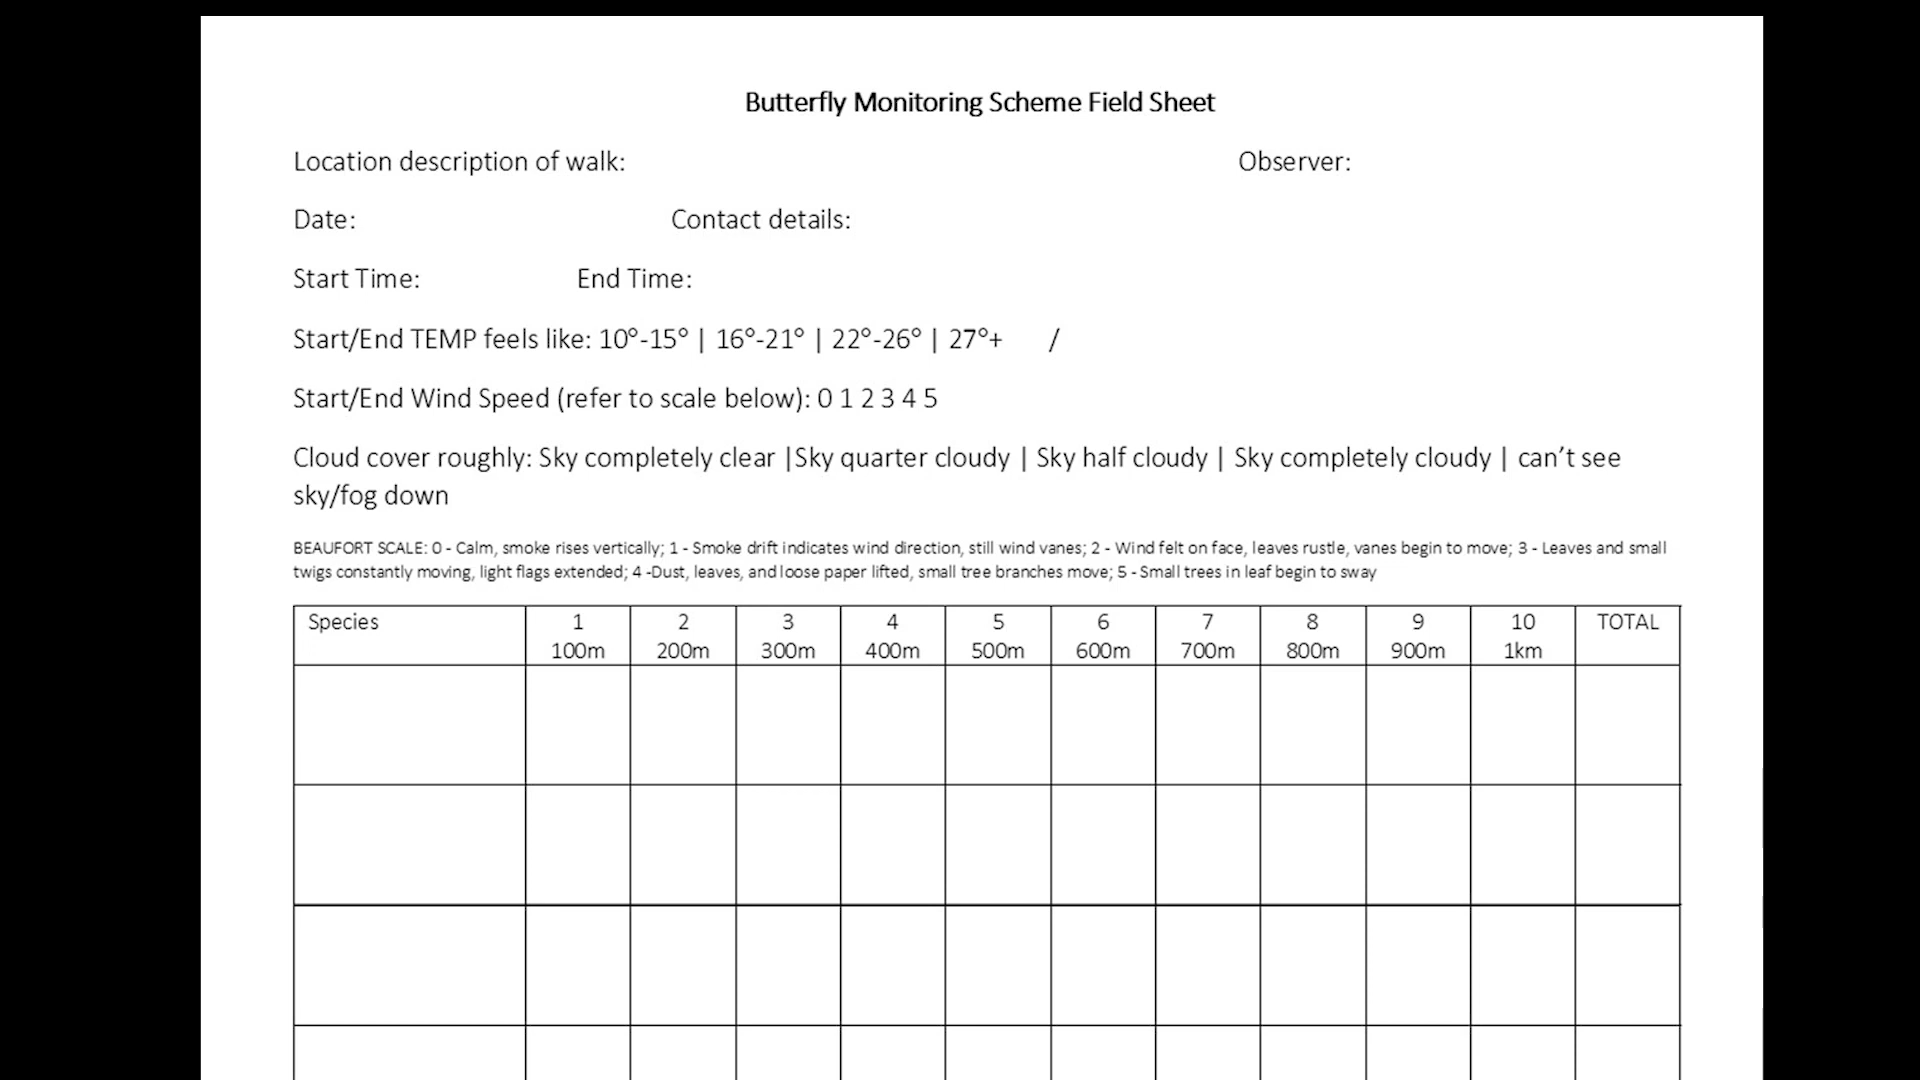 Butterfly Monitoring Scheme Field Sheet
Location description of walk: Observer:
Date: Contact details:
Start Time: End Time:
Start/End TEMP feels like: 10°-15° | 16°-21° | 22°-26° | 27°+ /
Start/End Wind Speed (refer to scale below): 0 1 2 3 4 5
Cloud cover roughly: Sky completely clear |Sky quarter cloudy | Sky half cloudy | Sky completely cloudy | can’t see
sky/fog down
BEAUFORT SCALE: 0 - Calm, smoke rises vertically; 1 - Smoke drift indicates wind direction, still wind vanes; 2 - Wind felt on face, leaves rustle, vanes begin to move; 3 - Leaves and small
twigs constantly moving, light flags extended; 4 -Dust, leaves, and loose paper lifted, small tree branches move; 5 - Small trees in leaf begin to sway
Species 1 2 3 4 5 6 7 8 9 10 TOTAL
100m 200m 300m 400m 500m 600m 700m 800m 900m 1km